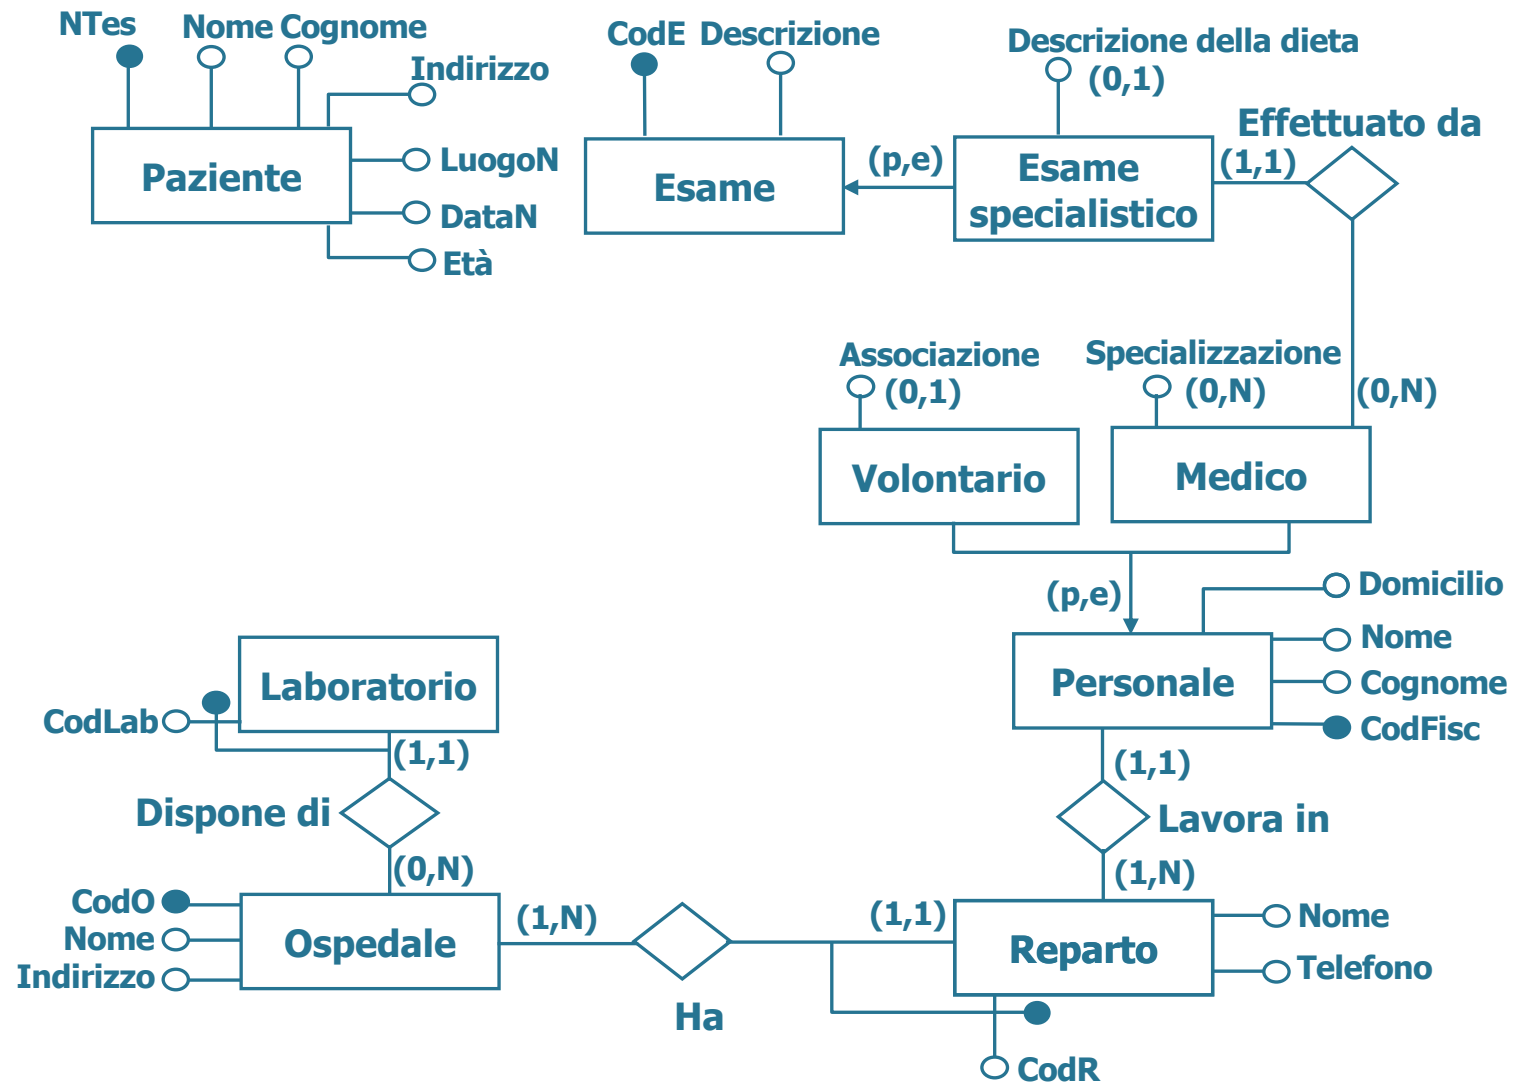 NTes
Nome Cognome
Indirizzo
Paziente
LuogoN
DataN
Età
CodE Descrizione
Esame
(p,e)
Descrizione della dieta
(0,1)
Esame
specialistico
Effettuato da
(1,1)
(0,N)
Associazione
(0,1)
Volontario
Specializzazione
(0,N)
Medico
(p,e)
Domicilio
Nome
Cognome
CodFisc
Personale
(1,1)
Lavora in
(1,N)
Laboratorio
CodLab
(1,1)
Dispone di
(0,N)
CodO
Nome
Indirizzo
Ospedale
(1,N)
Ha
(1,1)
Reparto
Nome
Telefono
CodR